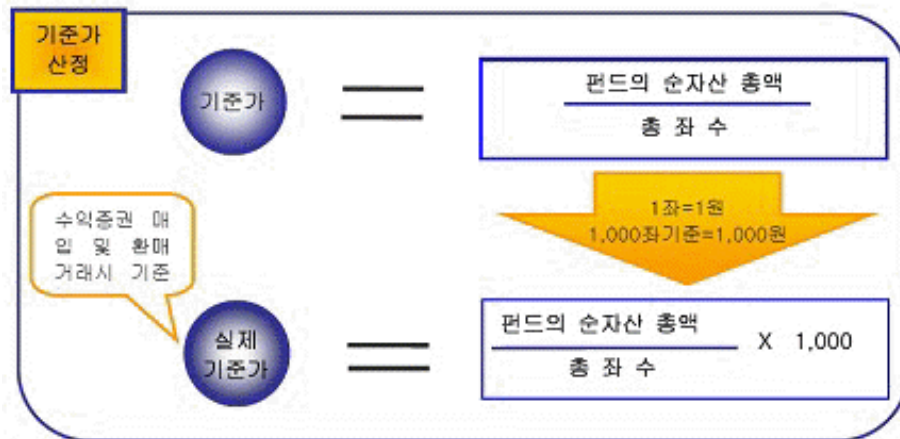 기준가
산정
기준가
펀드의 순자산 총액
총 좌 수
1좌=1원
1,000좌기준=1,000원
수익증권 매
입 및 환매
거래시 기준
실제
기준가
펀드의 순자산 총액
총 좌 수
X 1,000